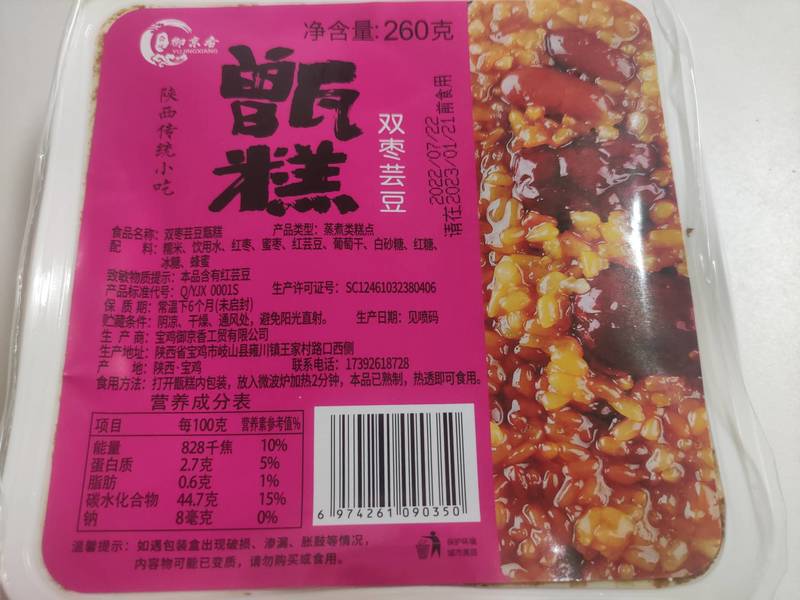 御京香
YUJINGXIANG
净含量:260克
陕西传统小吃
甑糕
双枣芸豆
2022/07/22
请在2023/01/21前食用
食品名称:双枣芸豆甑糕 产品类型:蒸煮类糕点
配 料:糯米、饮用水、红枣、蜜枣、红芸豆、葡萄干、白砂糖、红糖、
冰糖、蜂蜜
致敏物质提示:本品含有红芸豆
产品标准代号:Q/YJX 0001S 生产许可证号:SC12461032380406
保 质 期:常温下6个月(未启封)
贮藏条件:阴凉、干燥、通风处,避免阳光直射。 生产日期:见喷码
生 产 商:宝鸡御京香工贸有限公司
生产地址:陕西省宝鸡市岐山县雍川镇王家村路口西侧
产 地:陕西·宝鸡 联系电话:17392618728
食用方法:打开甑糕内包装,放入微波炉加热2分钟,本品已熟制,热透即可食用。
营养成分表
项目 每100克 营养素参考值%
能量 828千焦 10%
蛋白质 2.7克 5%
脂肪 0.6克 1%
碳水化合物 44.7克 15%
钠 8毫克 0%
6 974261 090350
温馨提示:如遇包装盒出现破损、渗漏、胀鼓等情况,
内容物可能已变质,请勿购买或食用。
保护环境
城市美容